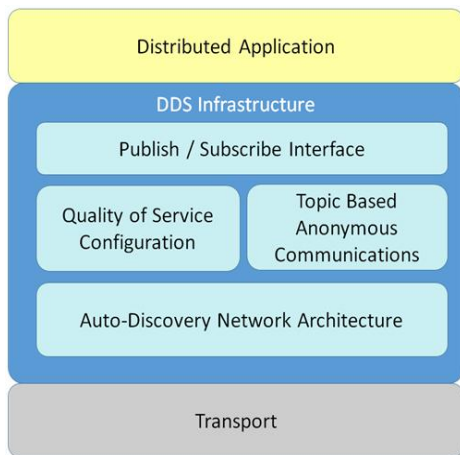 Distributed Application
DDS Infrastructure
Publish / Subscribe Interface
Quality of Service
Configuration
Topic Based
Anonymous
Communications
Auto-Discovery Network Architecture
Transport